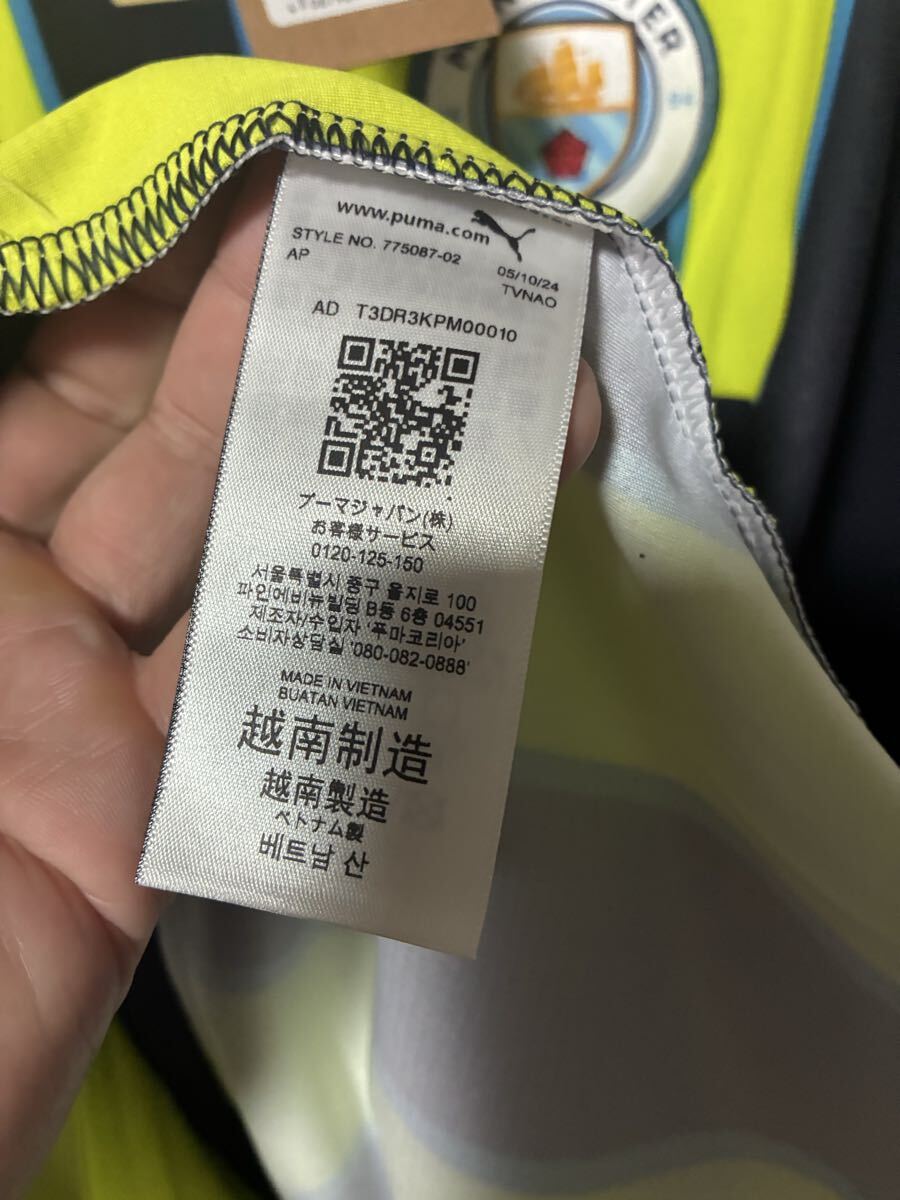 www.puma.com
STYLE NO. 775087-02
AP
05/10/24
TVNAO
AD T3DR3KPM00010
プーマジャパン(株)
お客様サービス
0120-125-150
서울특별시 중구 을지로 100
파인에비뉴빌딩 B동 6층 04551
제조자/수입자 '푸마코리아'
소비자상담실 '080-082-0888'
MADE IN VIETNAM
BUATAN VIETNAM
越南制造
越南製造
ベトナム製
베트남 산